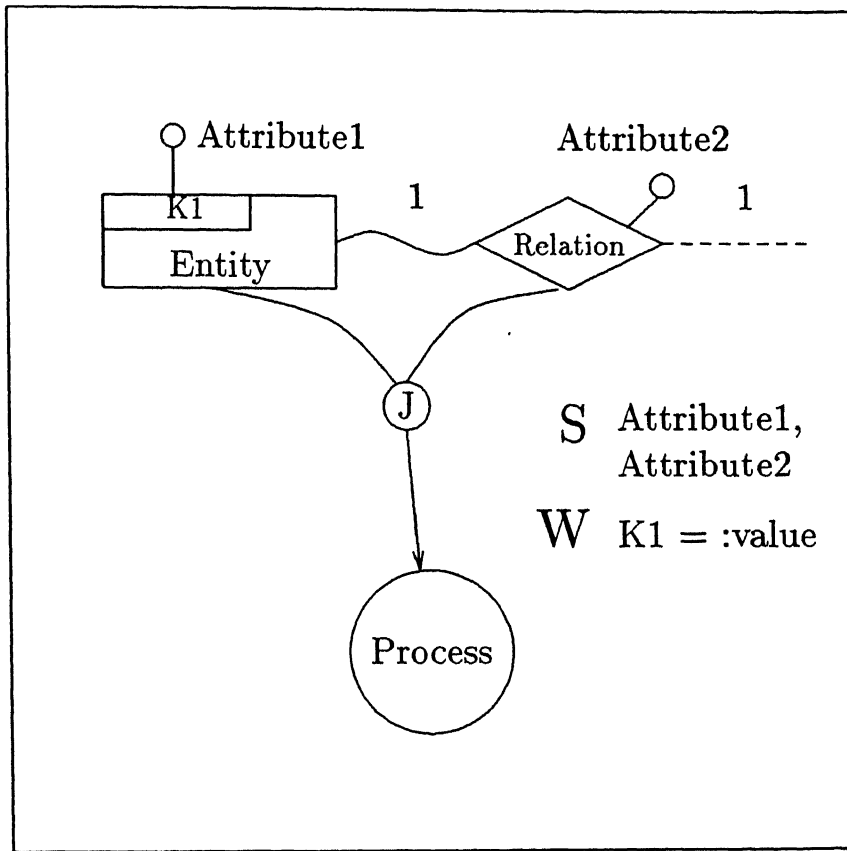 Attribute1
Attribute2
K1
1
1
Entity
Relation
J
S Attribute1,
Attribute2
W K1 = :value
Process